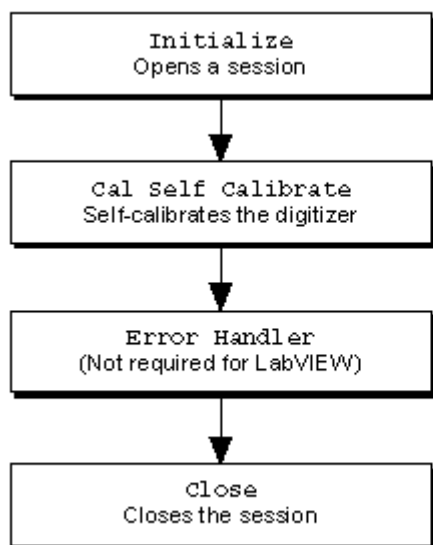 Initialize
Opens a session
Cal Self Calibrate
Self-calibrates the digitizer
Error Handler
(Not required for LabVIEW)
Close
Closes the session